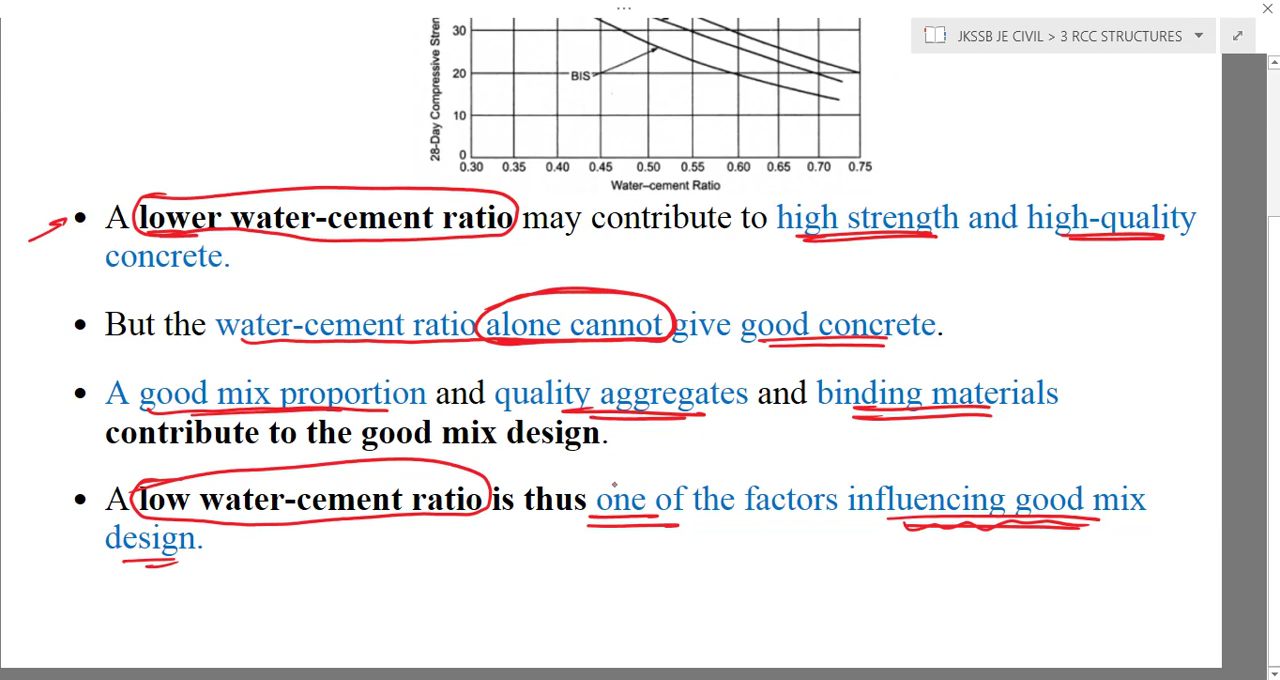 ...
JKSSB JE CIVIL > 3 RCC STRUCTURES
28-Day Compressive Stren
30
20
10
0
BIS
0.30 0.35 0.40 0.45 0.50 0.55 0.60 0.65 0.70 0.75
Water–cement Ratio
• A lower water-cement ratio may contribute to high strength and high-quality
concrete.
• But the water-cement ratio alone cannot give good concrete.
• A good mix proportion and quality aggregates and binding materials
contribute to the good mix design.
• A low water-cement ratio is thus one of the factors influencing good mix
design.